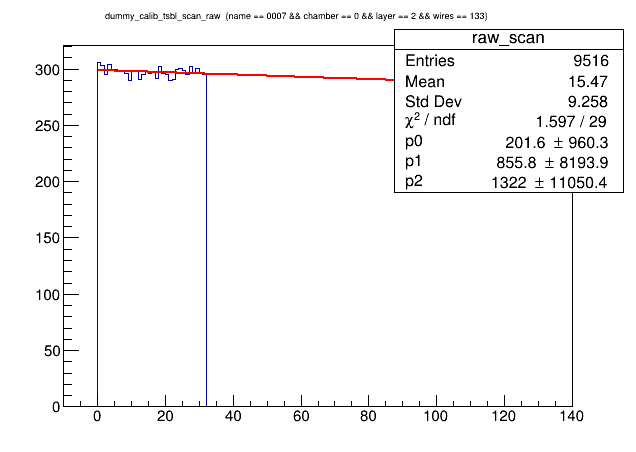 dummy_calib_tsbl_scan_raw (name == 0007 && chamber == 0 && layer == 2 && wires == 133)
raw_scan
Entries 9516
Mean 15.47
Std Dev 9.258
χ² / ndf 1.597 / 29
p0 201.6 ± 960.3
p1 855.8 ± 8193.9
p2 1322 ± 11050.4
300
250
200
150
100
50
0
0 20 40 60 80 100 120 140